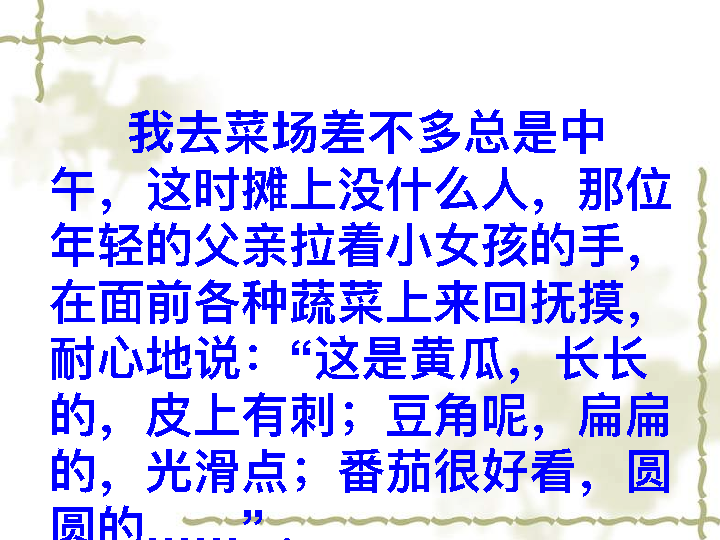 我去菜场差不多总是中
午，这时摊上没什么人，那位
年轻的父亲拉着小女孩的手，
在面前各种蔬菜上来回抚摸，
耐心地说：“这是黄瓜，长长
的，皮上有刺；豆角呢，扁扁
的，光滑点；番茄很好看，圆
圆的……”.